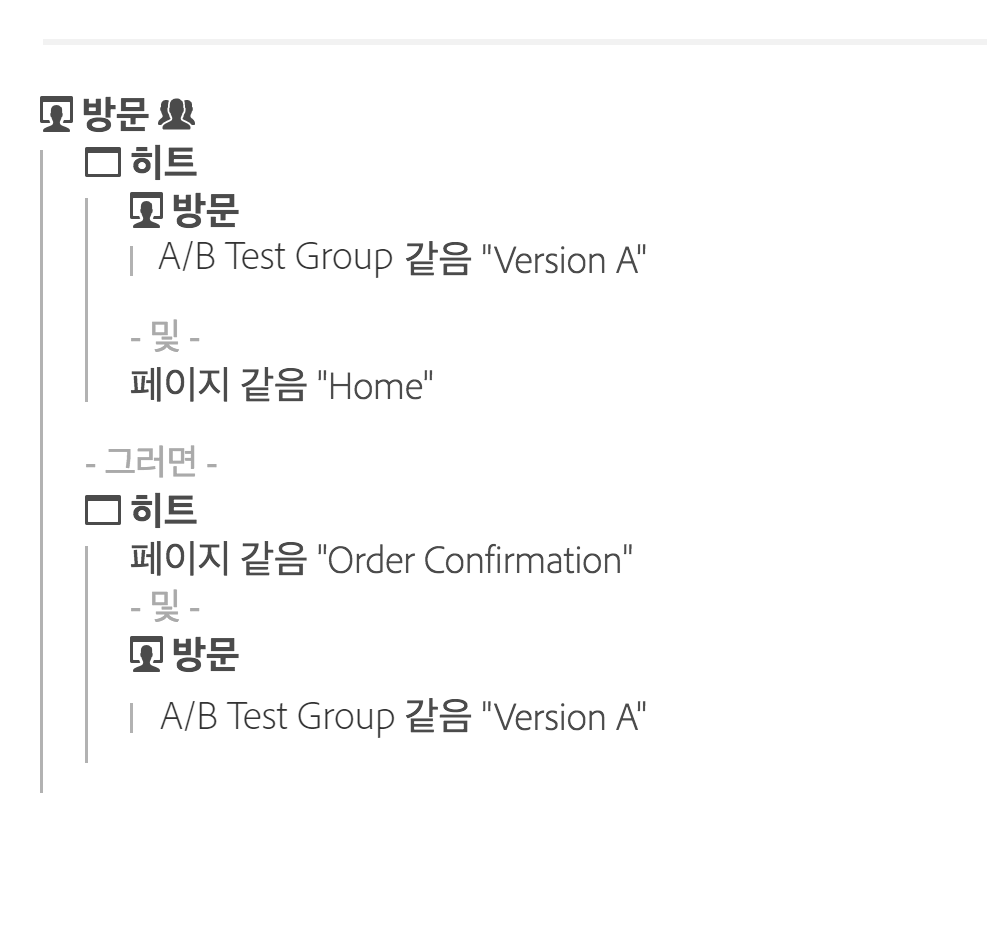 방문
히트
방문
A/B Test Group 같음 "Version A"
- 및 -
페이지 같음 "Home"
- 그러면 -
히트
페이지 같음 "Order Confirmation"
- 및 -
방문
A/B Test Group 같음 "Version A"